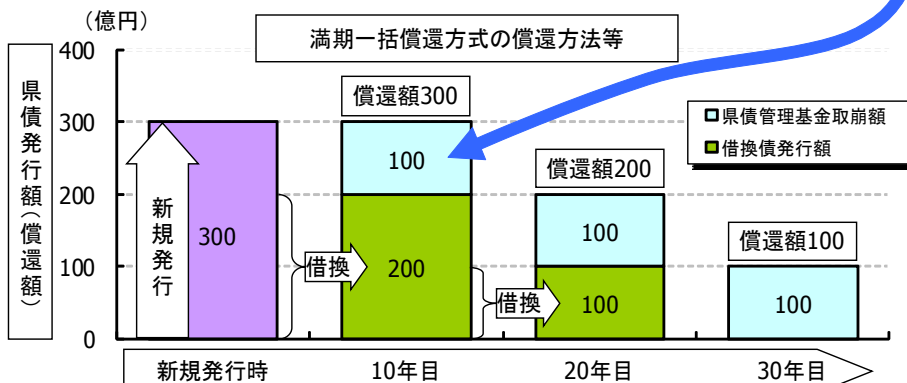 （億円）
満期一括償還方式の償還方法等
県債発行額（償還額）
400
300
200
100
0
償還額300
償還額200
償還額100
県債管理基金取崩額
借換債発行額
新規発行
300
借換
100
200
借換
100
100
100
新規発行時
10年目
20年目
30年目